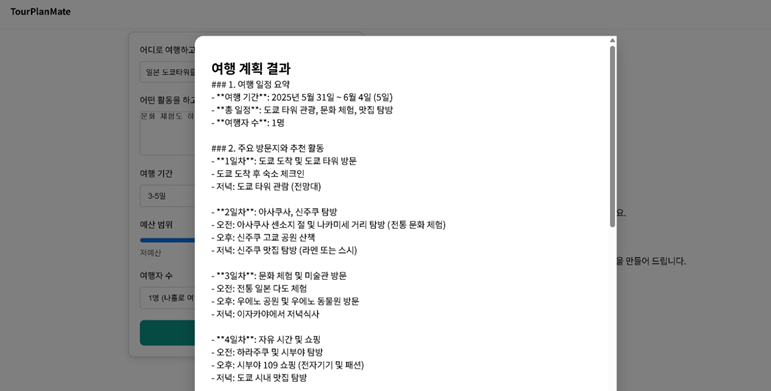 TourPlanMate
어디로 여행하고
일본 도쿄타워를
어떤 활동을 하고
문화 체험도 하
여행 기간
3-5일
예산 범위
저예산
여행자 수
1명 (나홀로 여
여행 계획 결과
### 1. 여행 일정 요약
- **여행 기간**: 2025년 5월 31일 ~ 6월 4일 (5일)
- **총 일정**: 도쿄 타워 관광, 문화 체험, 맛집 탐방
- **여행자 수**: 1명
### 2. 주요 방문지와 추천 활동
- **1일차**: 도쿄 도착 및 도쿄 타워 방문
- 도쿄 도착 후 숙소 체크인
- 저녁: 도쿄 타워 관람 (전망대)
- **2일차**: 아사쿠사, 신주쿠 탐방
- 오전: 아사쿠사 센소지 절 및 나카미세 거리 탐방 (전통 문화 체험)
- 오후: 신주쿠 고쿄 공원 산책
- 저녁: 신주쿠 맛집 탐방 (라멘 또는 스시)
- **3일차**: 문화 체험 및 미술관 방문
- 오전: 전통 일본 다도 체험
- 오후: 우에노 공원 및 우에노 동물원 방문
- 저녁: 이자카야에서 저녁식사
- **4일차**: 자유 시간 및 쇼핑
- 오전: 하라주쿠 및 시부야 탐방
- 오후: 시부야 109 쇼핑 (전자기기 및 패션)
- 저녁: 도쿄 시내 맛집 탐방
요.
을 만들어 드립니다.